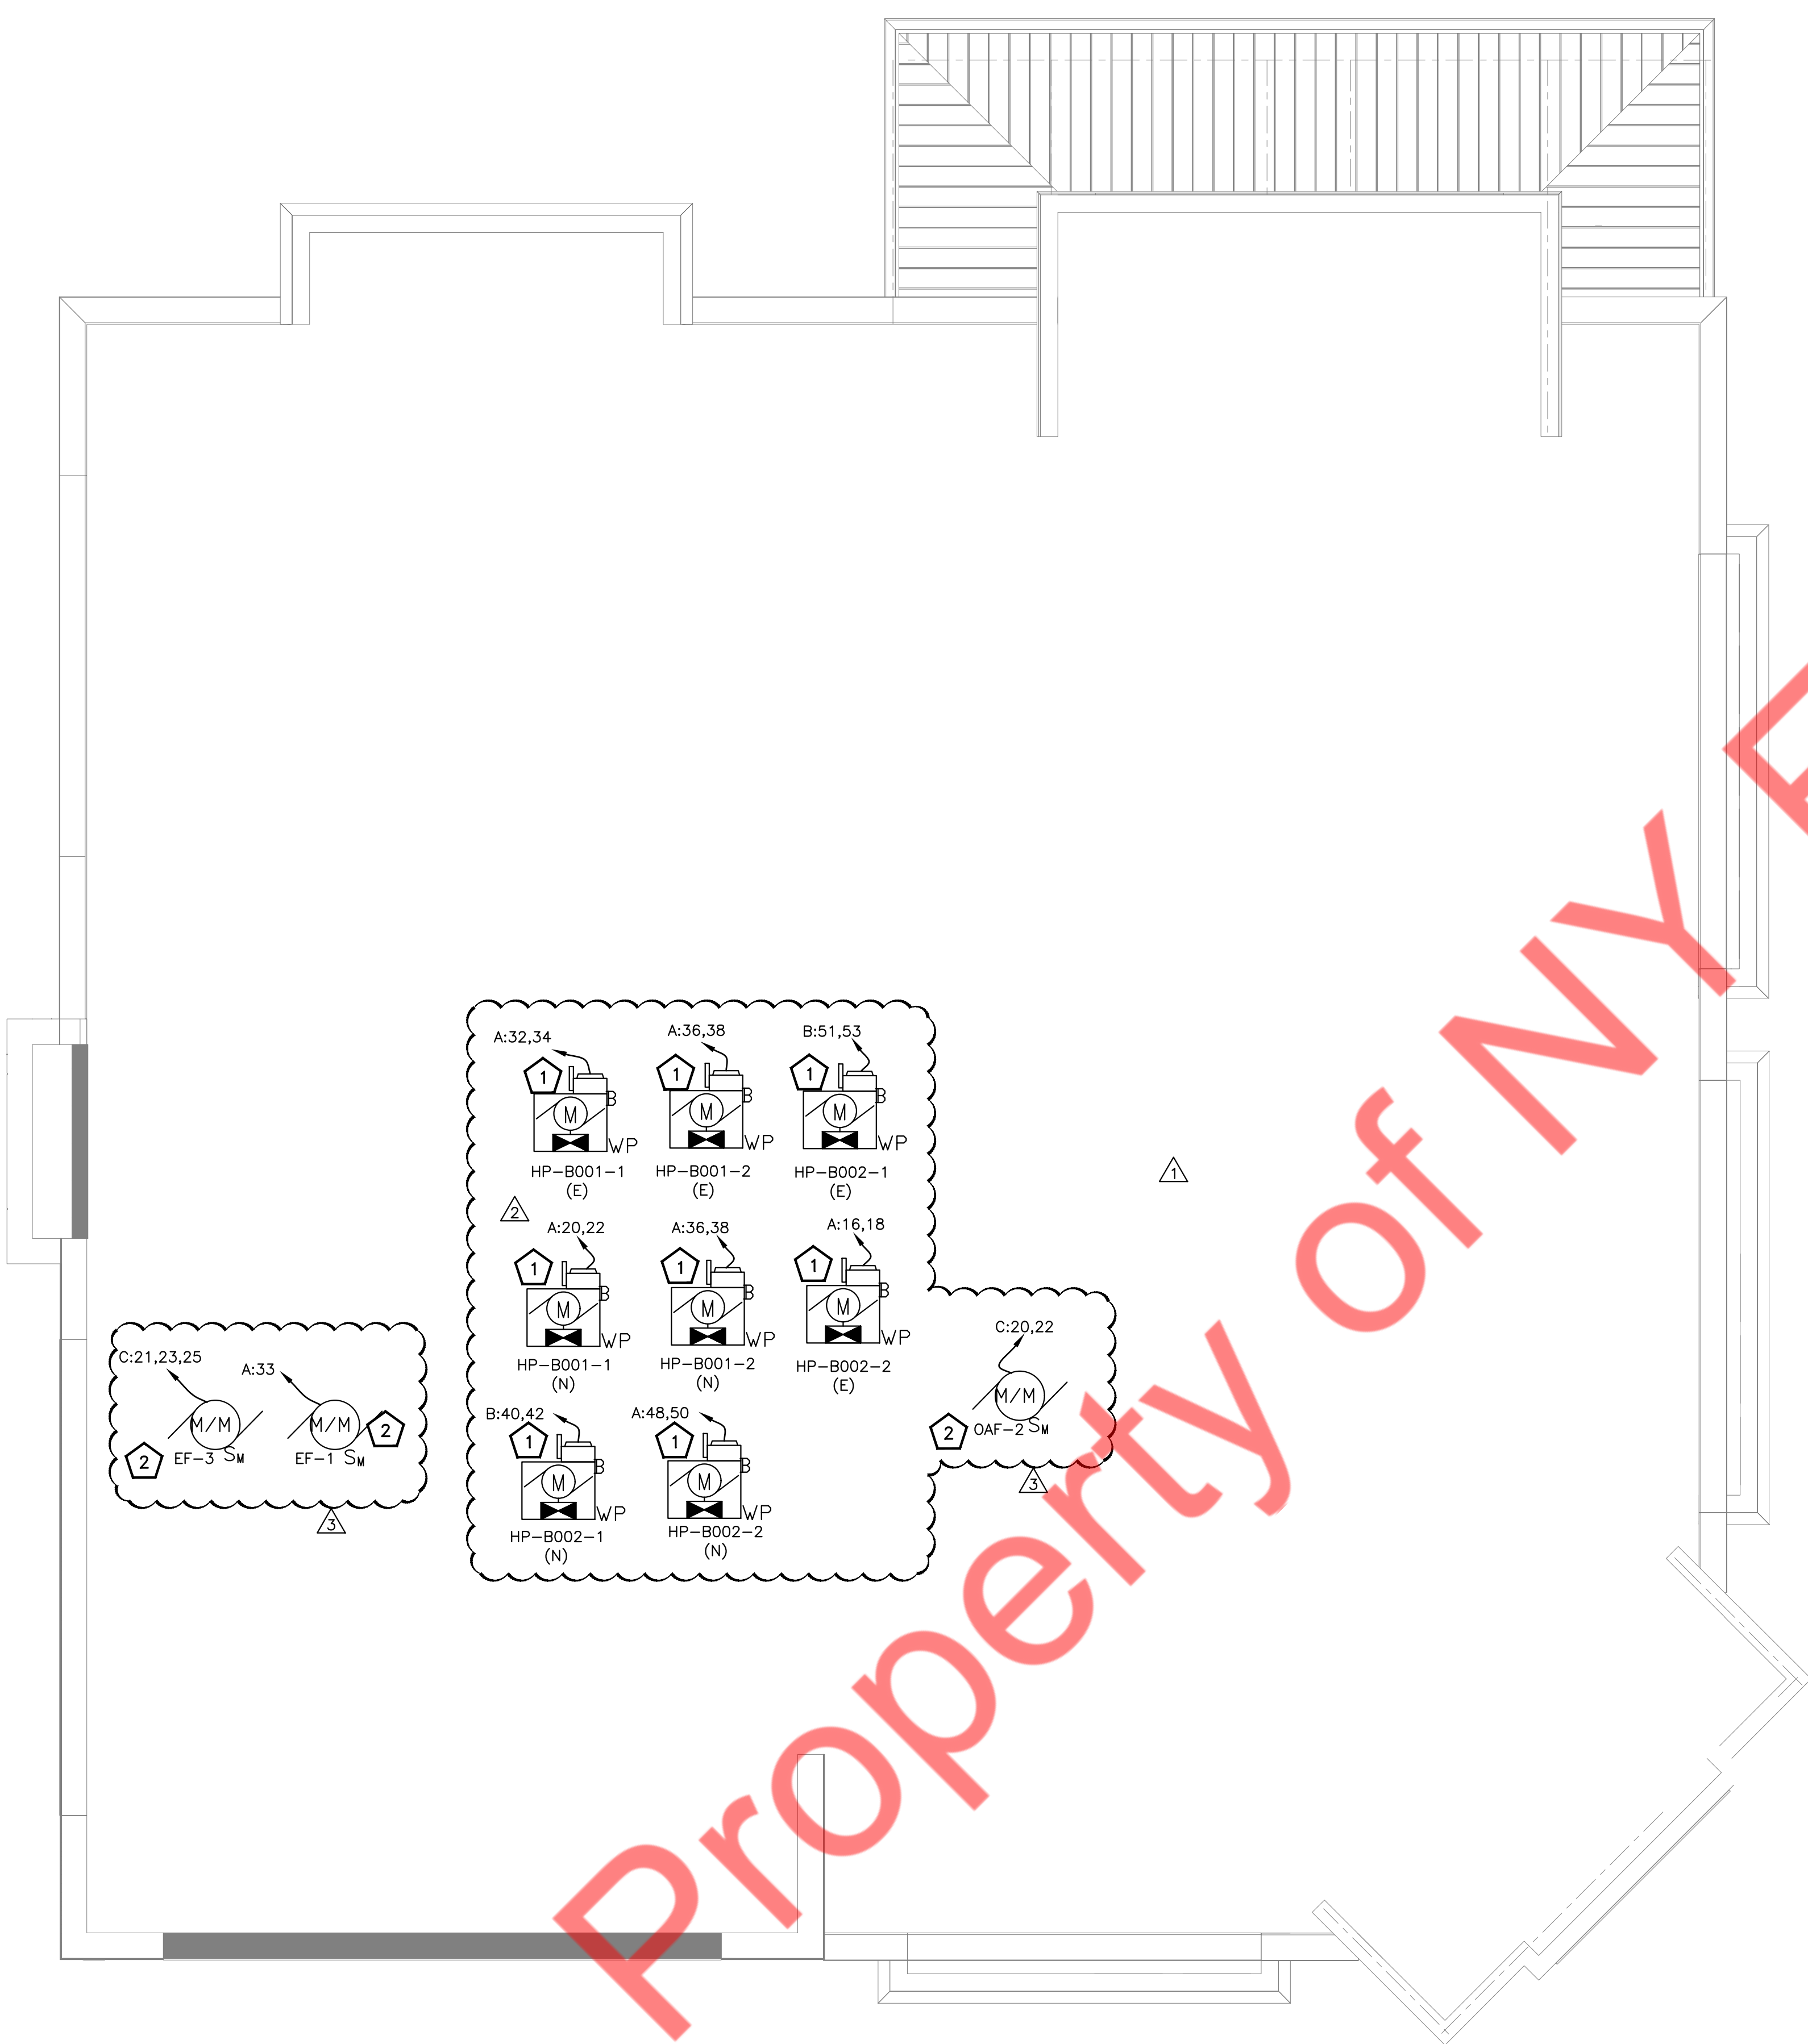 A:32,34
1
M
B
WP
HP-B001-1
(E)
A:36,38
1
M
B
WP
HP-B001-2
(E)
B:51,53
1
M
B
WP
HP-B002-1
(E)
1
2
A:20,22
1
M
B
WP
HP-B001-1
(N)
A:36,38
1
M
B
WP
HP-B001-2
(N)
A:16,18
1
M
B
WP
HP-B002-2
(E)
C:21,23,25
M/M
2
EF-3 SM
A:33
M/M
2
EF-1 SM
3
B:40,42
1
M
B
WP
HP-B002-1
(N)
A:48,50
1
M
B
WP
HP-B002-2
(N)
C:20,22
M/M
2
OAF-2 SM
3
Property of NY